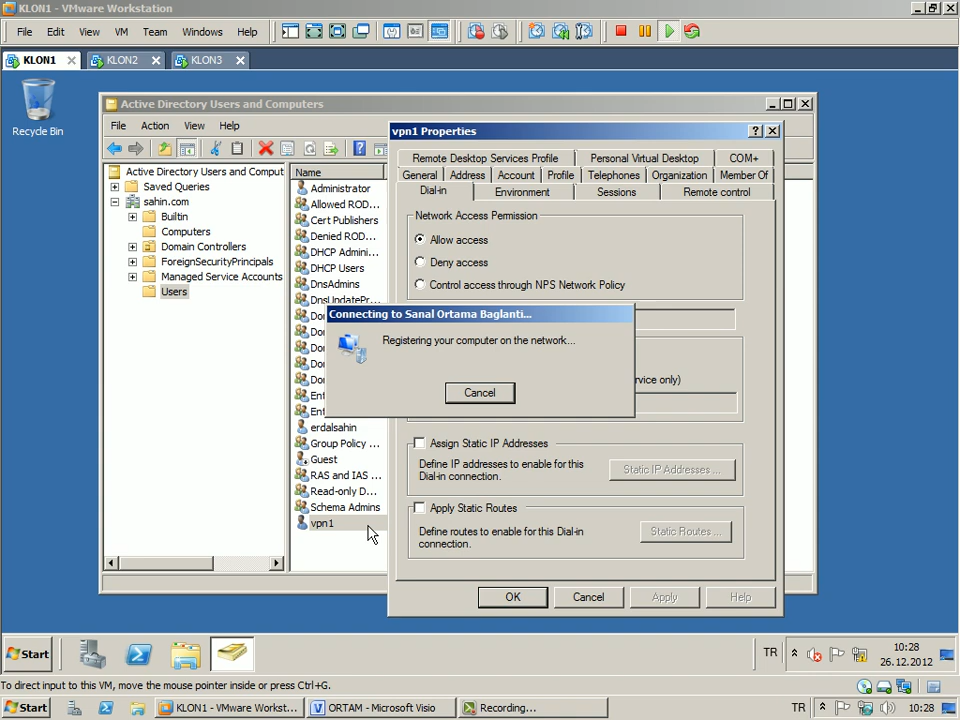 KLON1 - VMware Workstation
File Edit View VM Team Windows Help
KLON1 KLON2 KLON3
Recycle Bin
Active Directory Users and Computers
File Action View Help
Active Directory Users and Comput
Saved Queries
sahin.com
Builtin
Computers
Domain Controllers
ForeignSecurityPrincipals
Managed Service Accounts
Users
Name
Administrator
Allowed ROD...
Cert Publishers
Denied ROD...
DHCP Admini...
DHCP Users
DnsAdmins
DnsUpdatePr...
Do
Do
Do
Do
Do
Ent
Ent
erdalsahin
Group Policy ...
Guest
RAS and IAS ...
Read-only D...
Schema Admins
vpn1
vpn1 Properties
Remote Desktop Services Profile Personal Virtual Desktop COM+
General Address Account Profile Telephones Organization Member Of
Dial-in Environment Sessions Remote control
Network Access Permission
Allow access
Deny access
Control access through NPS Network Policy
rvice only)
Connecting to Sanal Ortama Baglanti...
Registering your computer on the network...
Cancel
Assign Static IP Addresses
Define IP addresses to enable for this
Dial-in connection.
Static IP Addresses ...
Apply Static Routes
Define routes to enable for this Dial-in
connection.
Static Routes ...
OK Cancel Apply Help
Start TR 10:28
26.12.2012
To direct input to this VM, move the mouse pointer inside or press Ctrl+G.
Start KLON1 - VMware Workst... ORTAM - Microsoft Visio Recording... TR 10:28